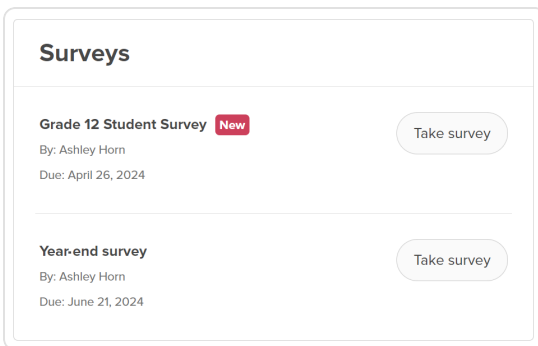 Surveys
Grade 12 Student Survey New
By: Ashley Horn
Take survey
Due: April 26, 2024
Year-end survey
By: Ashley Horn
Take survey
Due: June 21, 2024